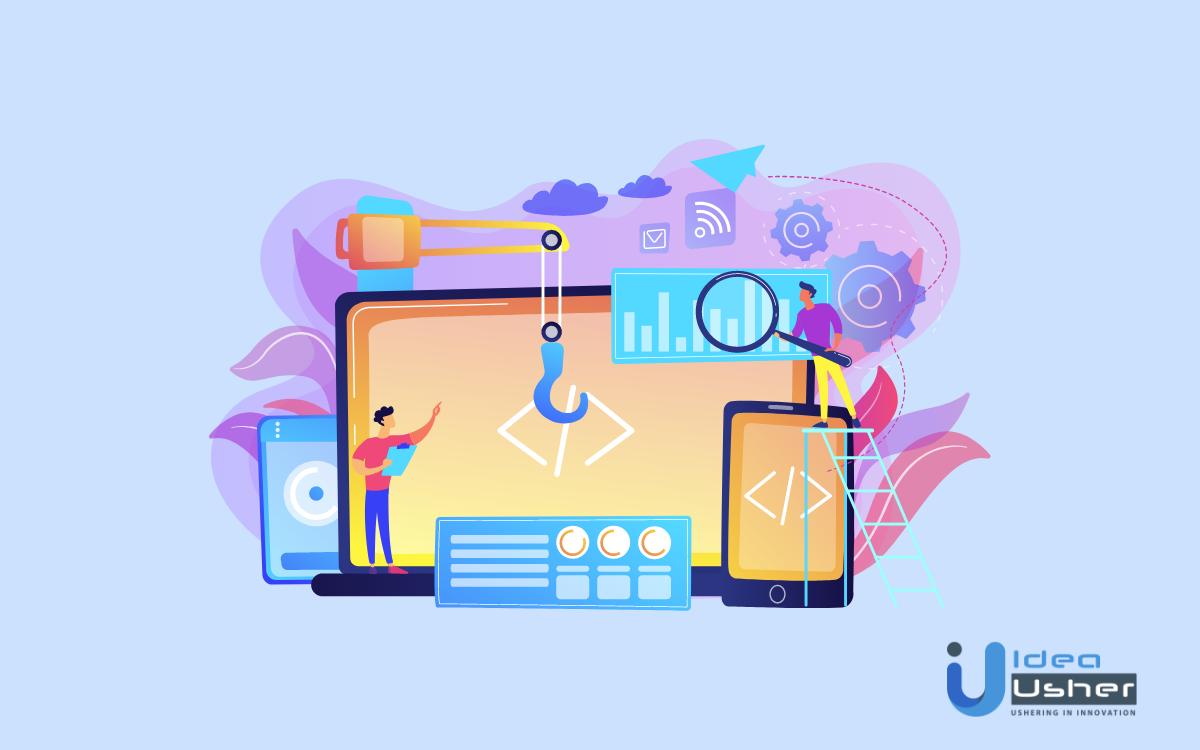 </>
</>
Idea
Usher
USHERING IN INNOVATION